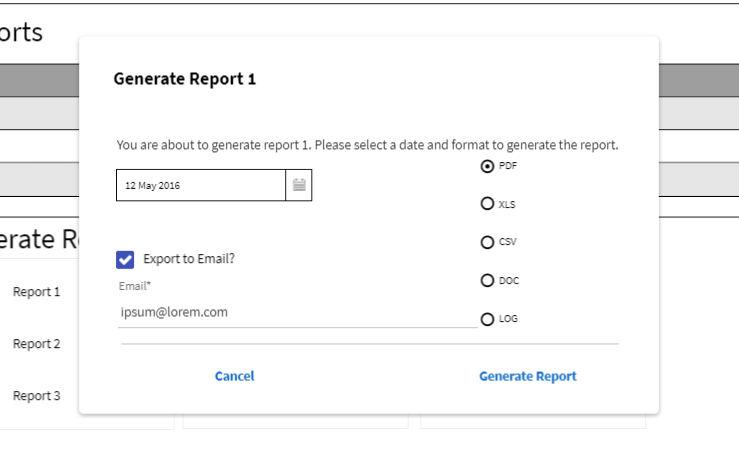 orts
Generate Report 1
You are about to generate report 1. Please select a date and format to generate the report.
PDF
12 May 2016
XLS
erate R
CSV
Export to Email?
DOC
Email*
Report 1
ipsum@lorem.com
LOG
Report 2
Cancel
Generate Report
Report 3